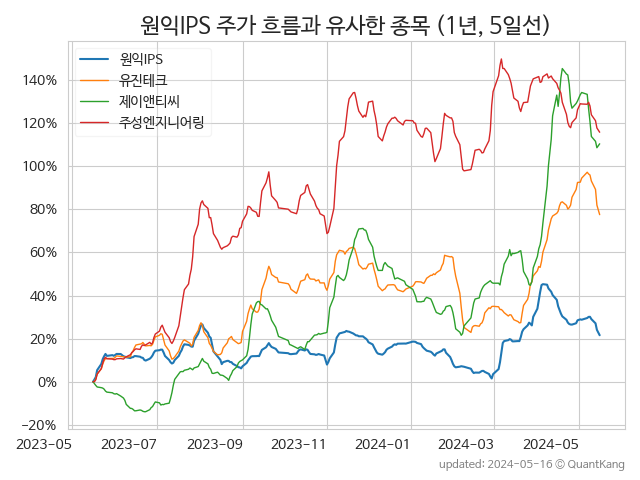 원익IPS 주가 흐름과 유사한 종목 (1년, 5일선)
원익IPS
유진테크
제이앤티씨
주성엔지니어링
140%
120%
100%
80%
60%
40%
20%
0%
−20%
2023-05 2023-07 2023-09 2023-11 2024-01 2024-03 2024-05
updated: 2024-05-16 © QuantKang